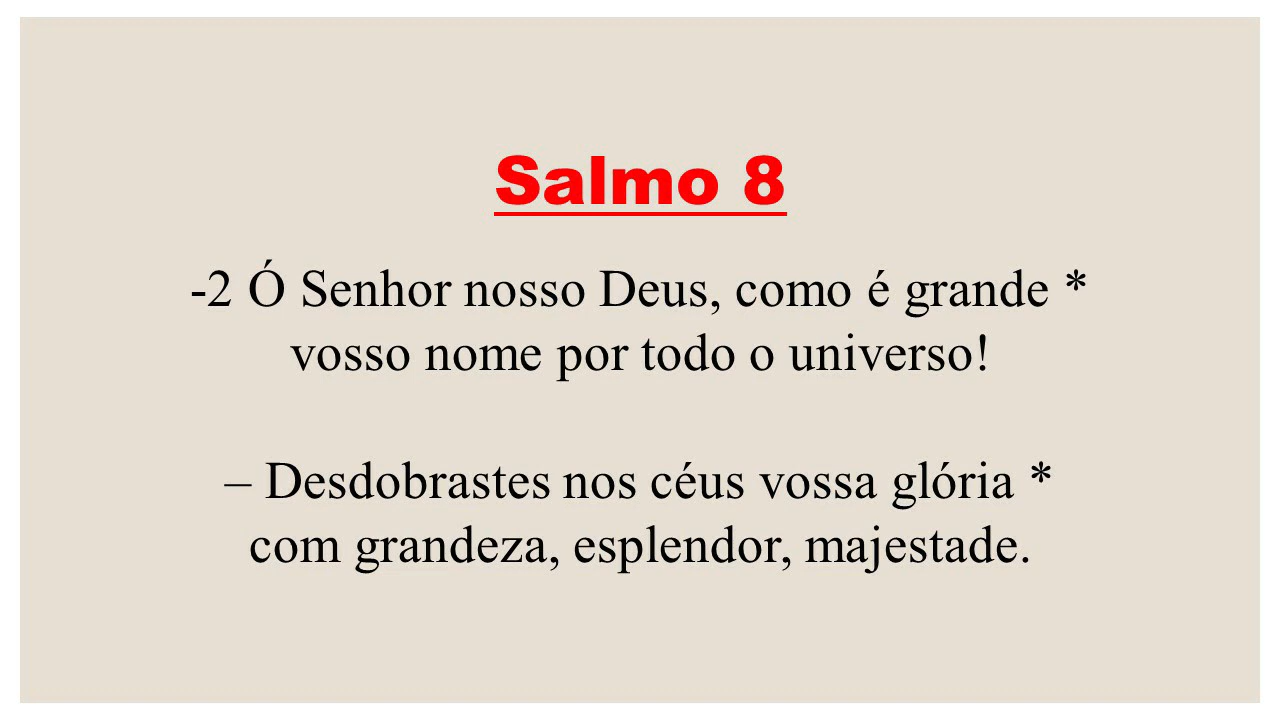 Salmo 8
-2 Ó Senhor nosso Deus, como é grande *
vosso nome por todo o universo!
– Desdobrastes nos céus vossa glória *
com grandeza, esplendor, majestade.